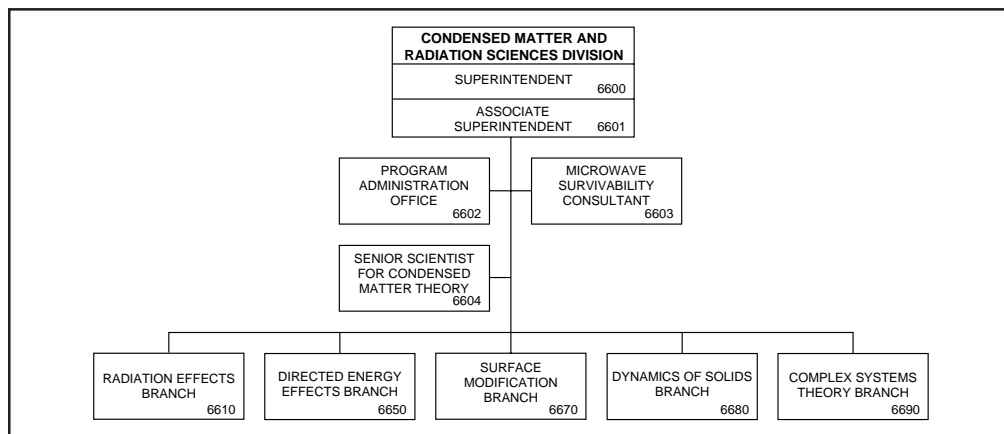 CONDENSED MATTER AND
RADIATION SCIENCES DIVISION
SUPERINTENDENT
6600
ASSOCIATE
SUPERINTENDENT
6601
PROGRAM
ADMINISTRATION
OFFICE
6602
MICROWAVE
SURVIVABILITY
CONSULTANT
6603
SENIOR SCIENTIST
FOR CONDENSED
MATTER THEORY
6604
RADIATION EFFECTS
BRANCH
6610
DIRECTED ENERGY
EFFECTS BRANCH
6650
SURFACE
MODIFICATION
BRANCH
6670
DYNAMICS OF SOLIDS
BRANCH
6680
COMPLEX SYSTEMS
THEORY BRANCH
6690